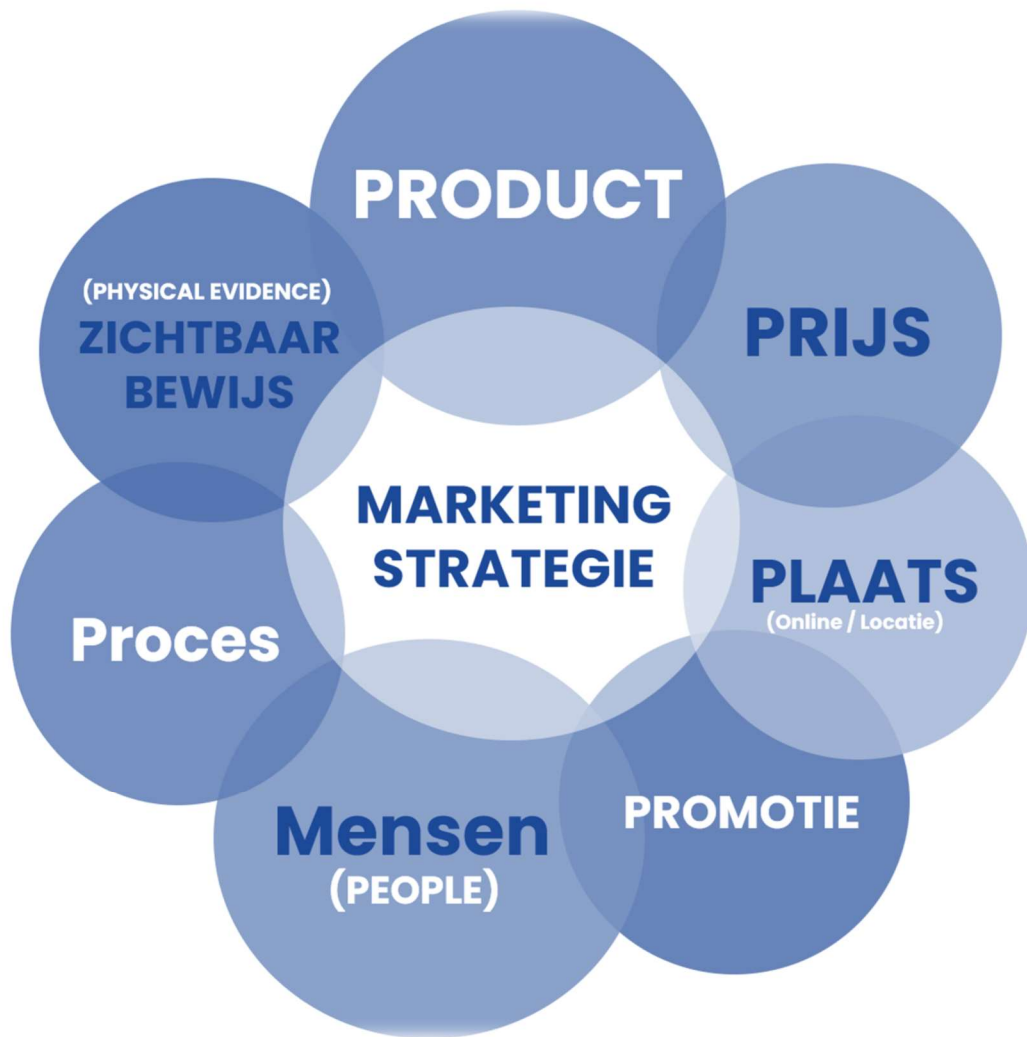 PRODUCT
PRIJS
PLAATS
(Online / Locatie)
PROMOTIE
Mensen
(PEOPLE)
Proces
(PHYSICAL EVIDENCE)
ZICHTBAAR
BEWIJS
MARKETING
STRATEGIE